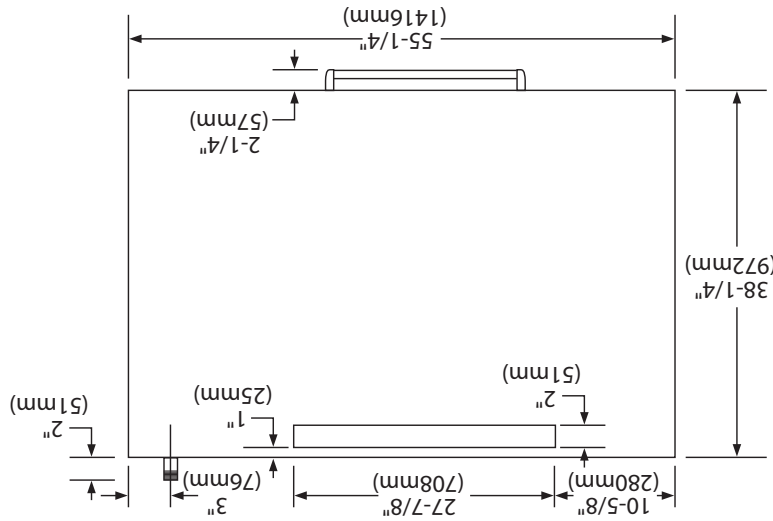 10-5/8"
(280mm)
27-7/8"
(708mm)
3"
(76mm)
2"
(51mm)
2"
(51mm)
1"
(25mm)
38-1/4"
(972mm)
2-1/4"
(57mm)
55-1/4"
(1416mm)